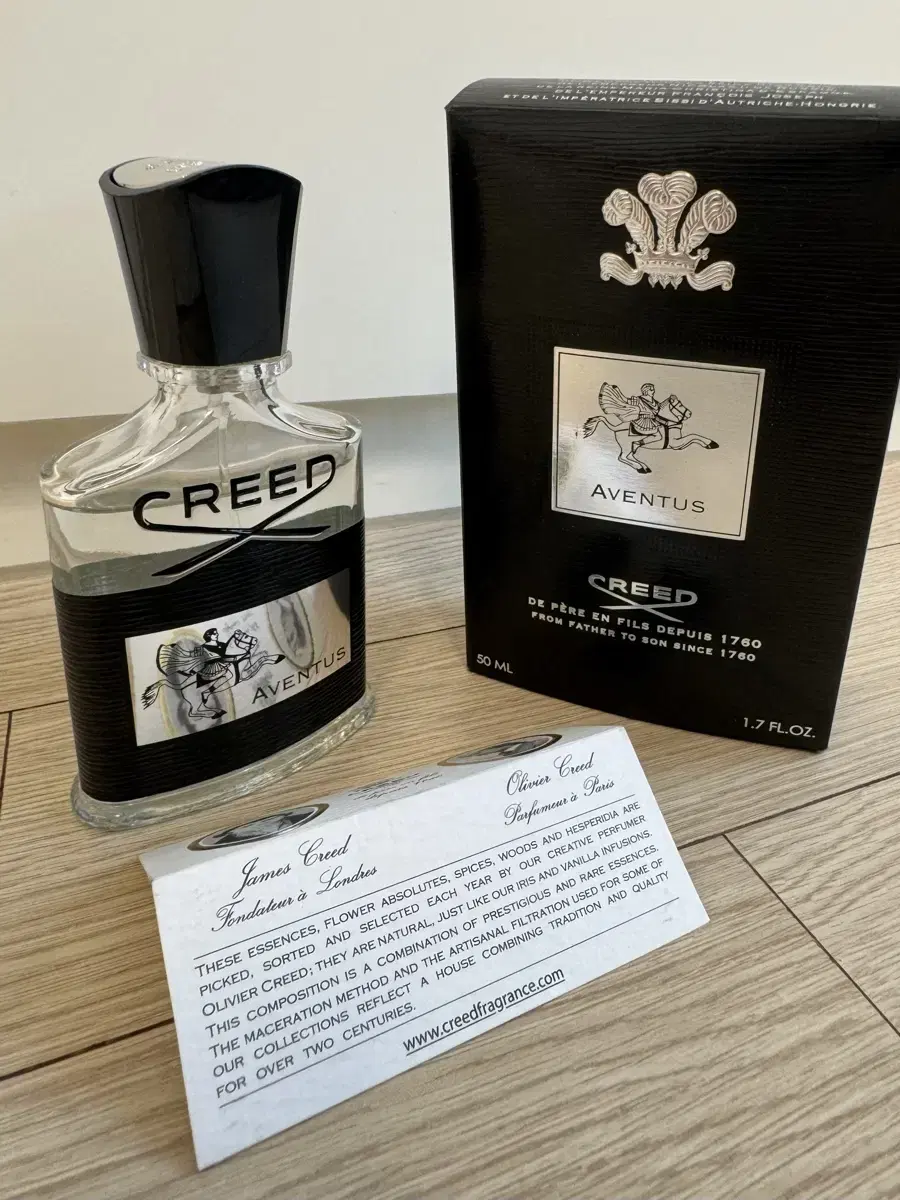 CREED
AVENTUS
DEL'EMPEREUR FRANÇOIS JOSEPH
ET DE L'IMPÉRATRICE SISSI D'AUTRICHE-HONGRIE
AVENTUS
CREED
DE PÈRE EN FILS DEPUIS 1760
FROM FATHER TO SON SINCE 1760
50 ML
1.7 FL.OZ.
James Creed
Fondateur à Londres
Olivier Creed
Parfumeur à Paris
THESE ESSENCES, FLOWER ABSOLUTES, SPICES, WOODS AND HESPERIDIA ARE
PICKED, SORTED AND SELECTED EACH YEAR BY OUR CREATIVE PERFUMER
OLIVIER CREED; THEY ARE NATURAL, JUST LIKE OUR IRIS AND VANILLA INFUSIONS.
THIS COMPOSITION IS A COMBINATION OF PRESTIGIOUS AND RARE ESSENCES.
THE MACERATION METHOD AND THE ARTISANAL FILTRATION USED FOR SOME OF
OUR COLLECTIONS REFLECT A HOUSE COMBINING TRADITION AND QUALITY
FOR OVER TWO CENTURIES.
www.creedfragrance.com